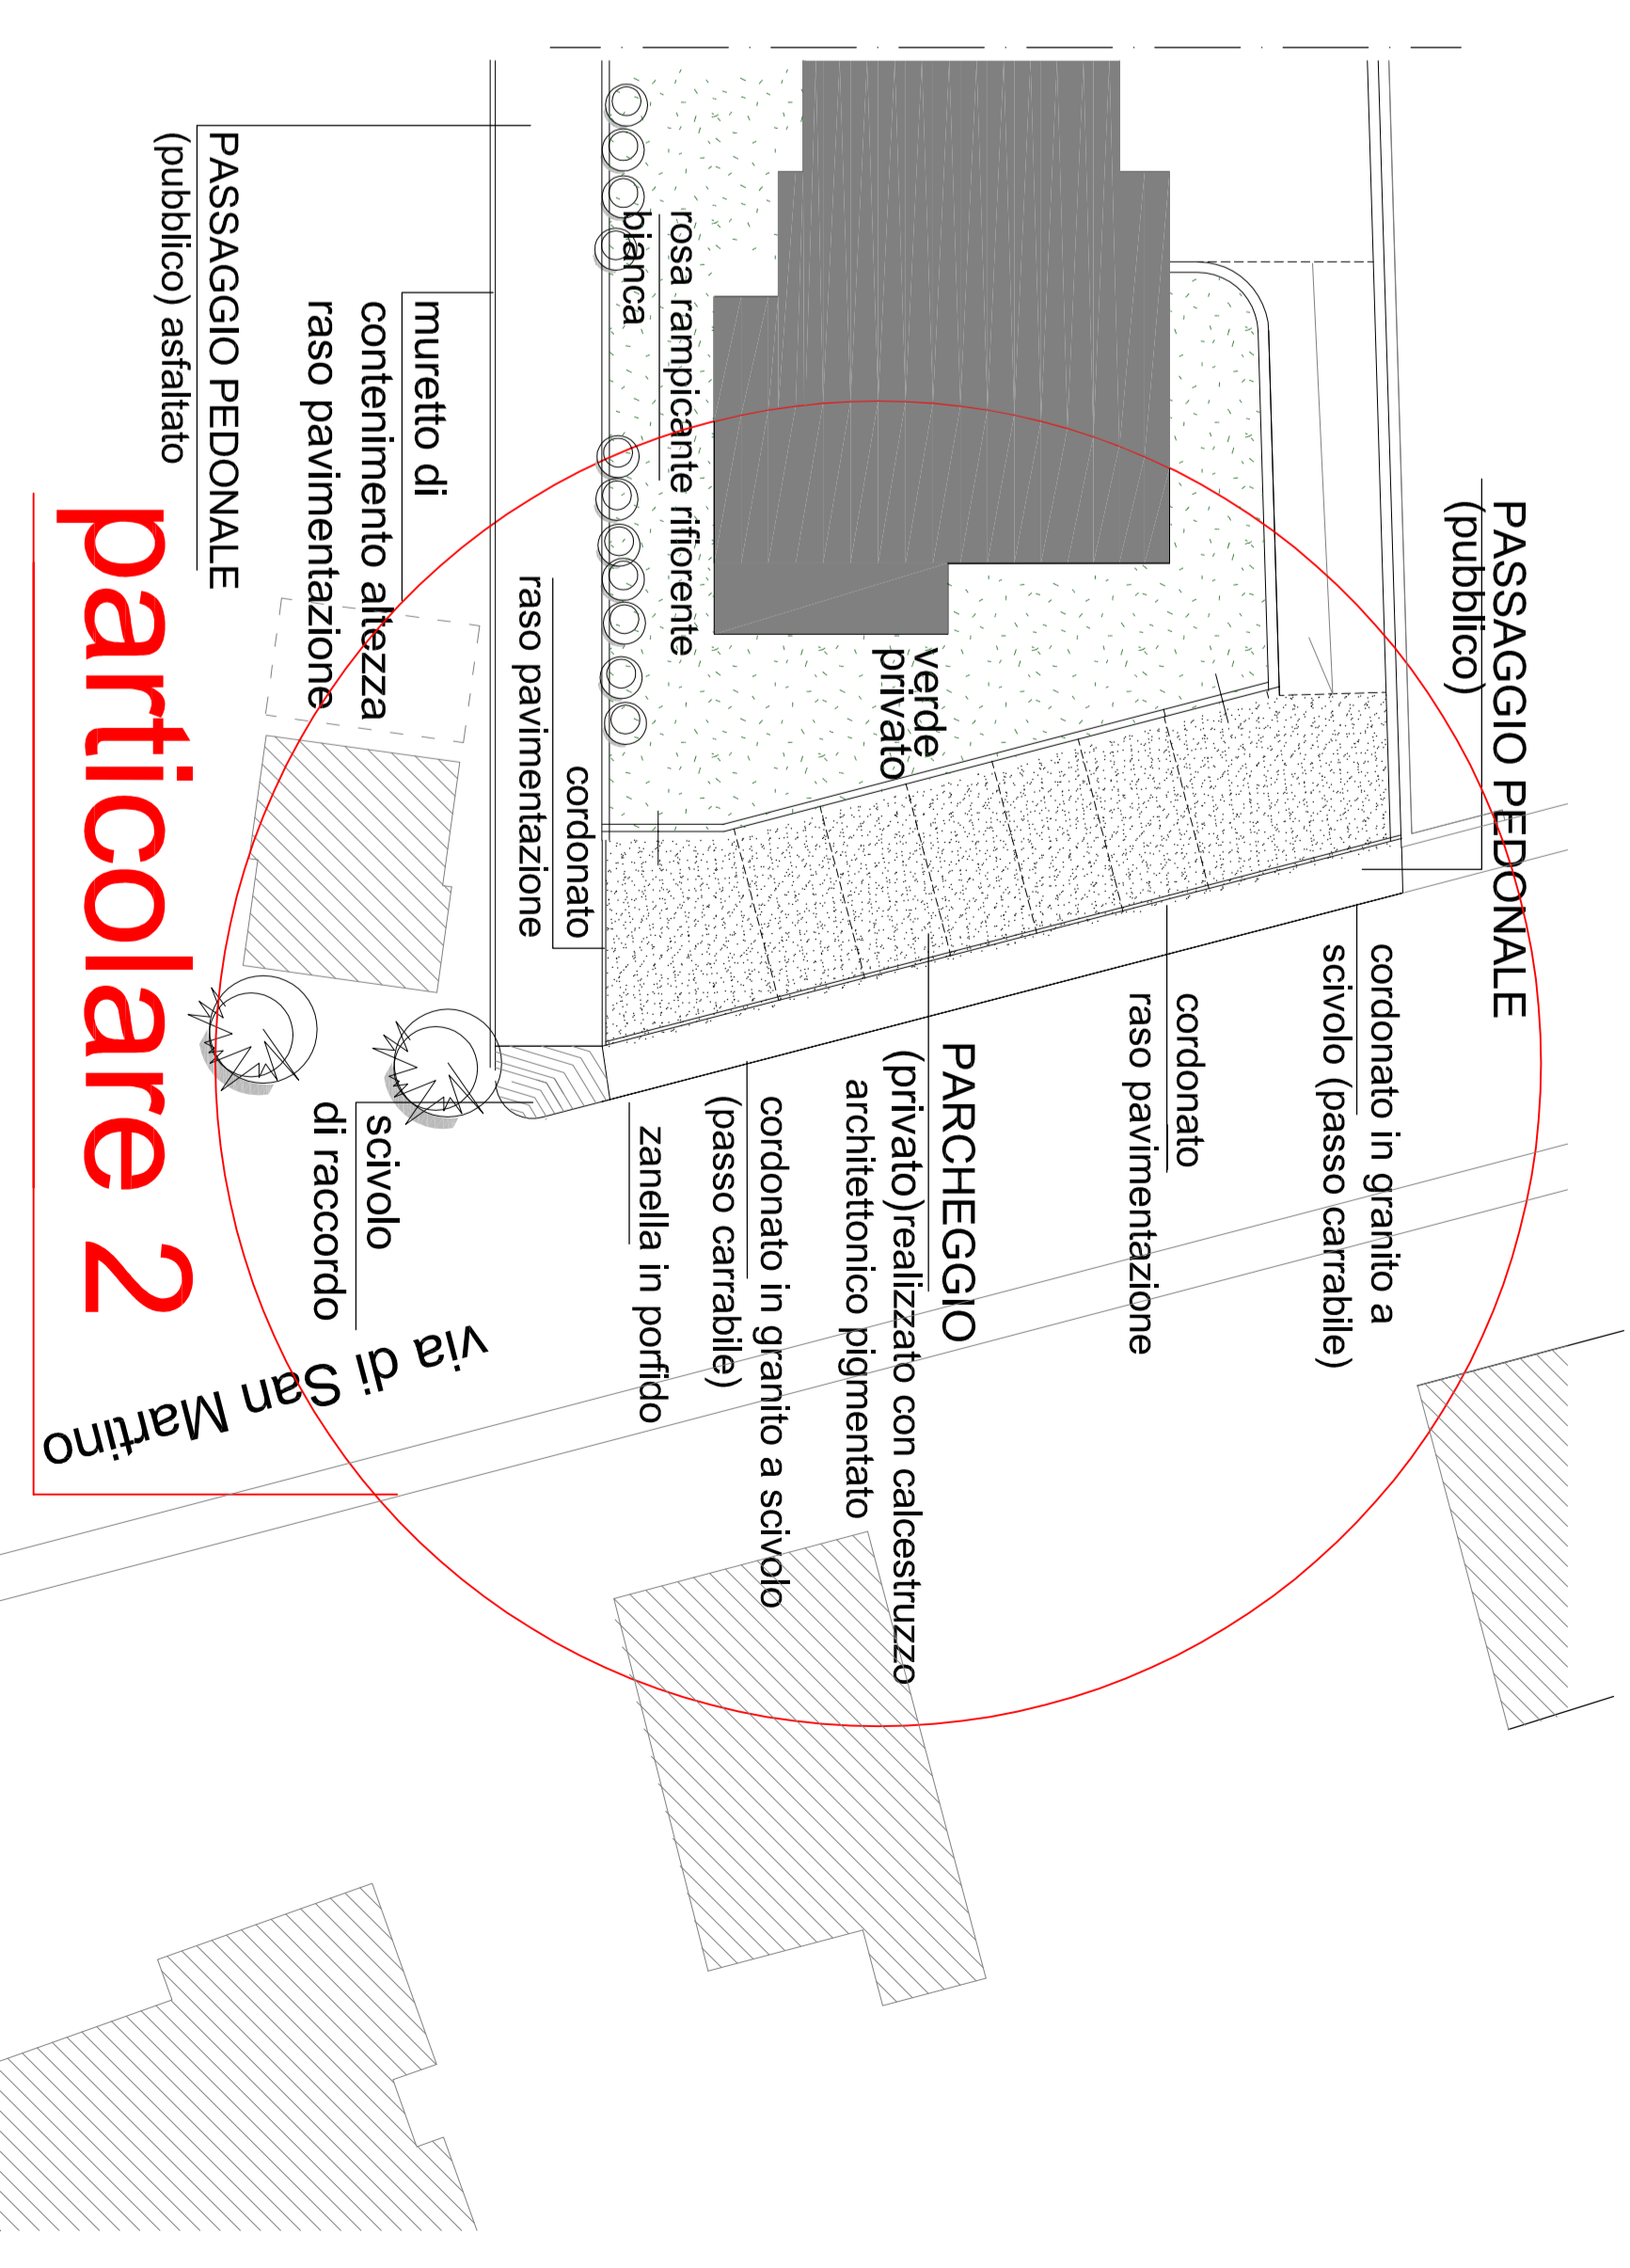 PASSAGGIO PEDONALE
(pubblico)
cordonato in granito a
scivolo (passo carrabile)
cordonato
raso pavimentazione
PARCHEGGIO
(privato)realizzato con calcestruzzo
architettonico pigmentato
verde
privato
cordonato in granito a scivolo
(passo carrabile)
rosa rampicante rifiorente
bianca
zanella in porfido
cordonato
raso pavimentazione
muretto di
contenimento altezza
raso pavimentazione
scivolo
di raccordo
PASSAGGIO PEDONALE
(pubblico) asfaltato
via di San Martino
particolare 2